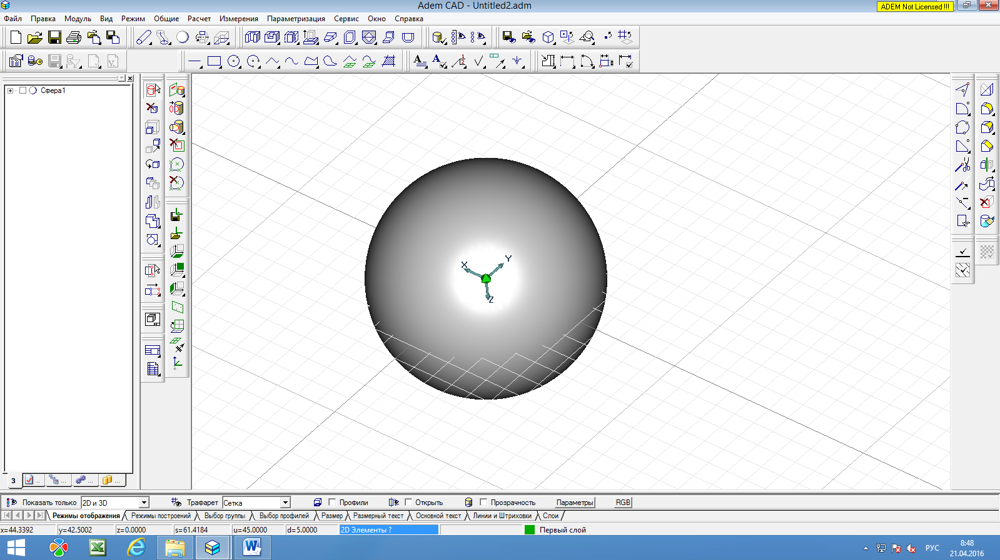 Adem CAD - Untitled2.adm
ADEM Not Licensed !!!
Файл Правка Модуль Вид Режим Общие Расчет Измерения Параметризация Сервис Окно Справка
Сфера1
X
Y
Z
3 .. ... ... ...
Показать только 2D и 3D Трафарет Сетка Профили Открыть Прозрачность Параметры RGB
Режимы отображения Режимы построений Выбор группы Выбор профилей Размер Размерный текст Основной текст Линии и Штриховки Слои
x=44.3392 y=42.5002 z=0.0000 s=61.4184 u=45.0000 d=5.0000 2D Элементы ? Первый слой
РУС
8:48
21.04.2016